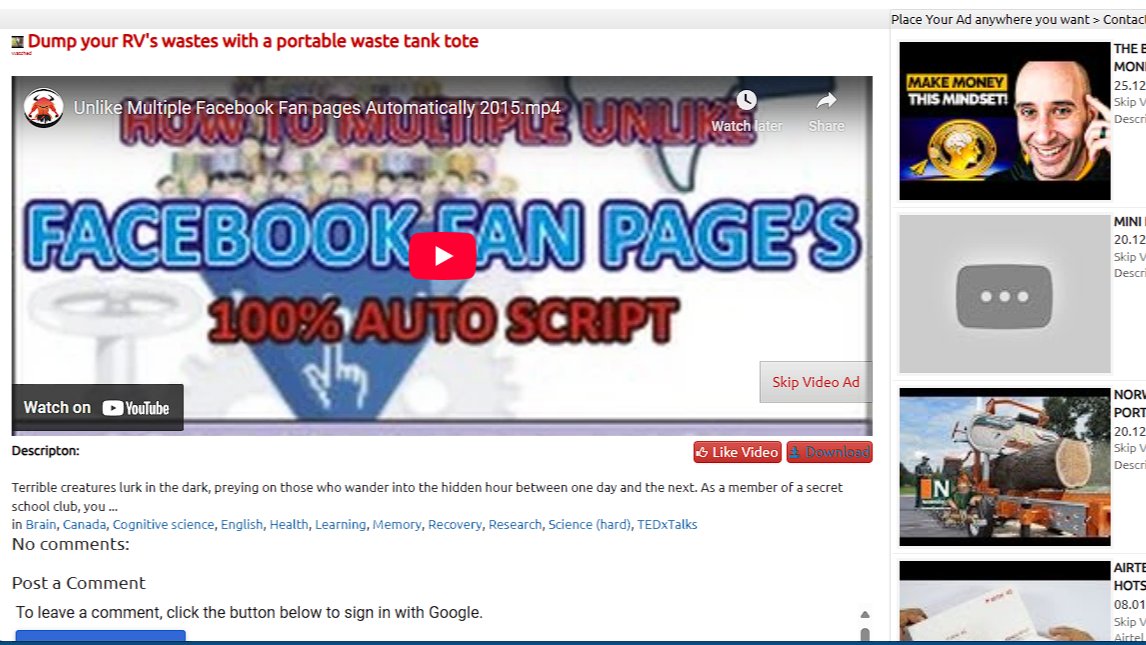 Place Your Ad anywhere you want > Contac
Dump your RV's wastes with a portable waste tank tote
watched
Unlike Multiple Facebook Fan pages Automatically 2015.mp4
HOW TO MULTIPLE UNLIKE
Watch later
Share
FACEBOOK FAN PAGE'S
100% AUTO SCRIPT
Skip Video Ad
Watch on YouTube
Descripton:
Like Video
Download
Terrible creatures lurk in the dark, preying on those who wander into the hidden hour between one day and the next. As a member of a secret
school club, you ...
in Brain, Canada, Cognitive science, English, Health, Learning, Memory, Recovery, Research, Science (hard), TEDxTalks
No comments:
Post a Comment
To leave a comment, click the button below to sign in with Google.
MAKE MONEY
THIS MINDSET!
THE
MON
25.12
Skip V
Descri
MINI
20.12
Skip V
Descri
N
NORW
PORT
20.12
Skip V
Descri
AIRTE
HOTS
08.01
Skip V
Airtel